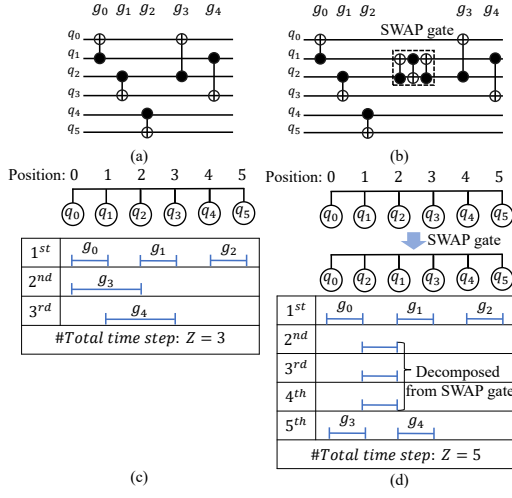 g0 g1 g2 g3 g4
q0
q1
q2
q3
q4
q5
(a)
g0 g1 g2 g3 g4
SWAP gate
q0
q1
q2
q3
q4
q5
(b)
Position: 0 1 2 3 4 5
q0 q1 q2 q3 q4 q5
1st g0 g1 g2
2nd g3
3rd g4
#Total time step: Z = 3
(c)
Position: 0 1 2 3 4 5
q0 q1 q2 q3 q4 q5
SWAP gate
q0 q2 q1 q3 q4 q5
1st g0 g1 g2
2nd
3rd
4th
Decomposed
from SWAP gate
5th g3 g4
#Total time step: Z = 5
(d)